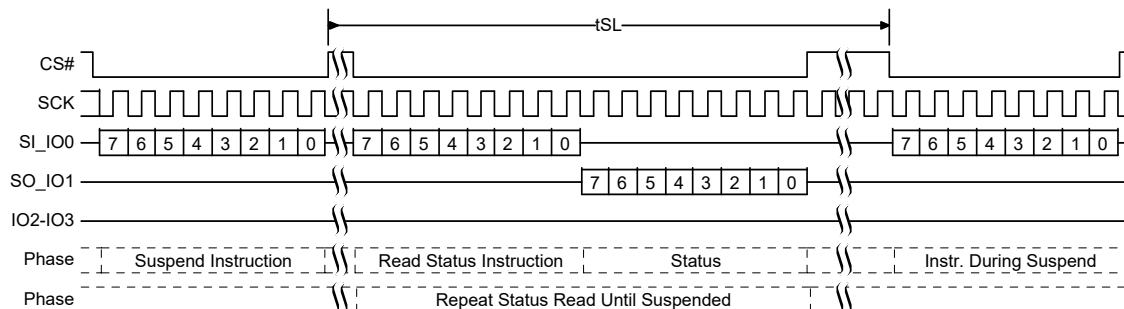 tSL
CS#
SCK
SI_IO0 7 6 5 4 3 2 1 0 7 6 5 4 3 2 1 0 7 6 5 4 3 2 1 0
SO_IO1 7 6 5 4 3 2 1 0
IO2-IO3
Phase Suspend Instruction Read Status Instruction Status Instr. During Suspend
Phase Repeat Status Read Until Suspended